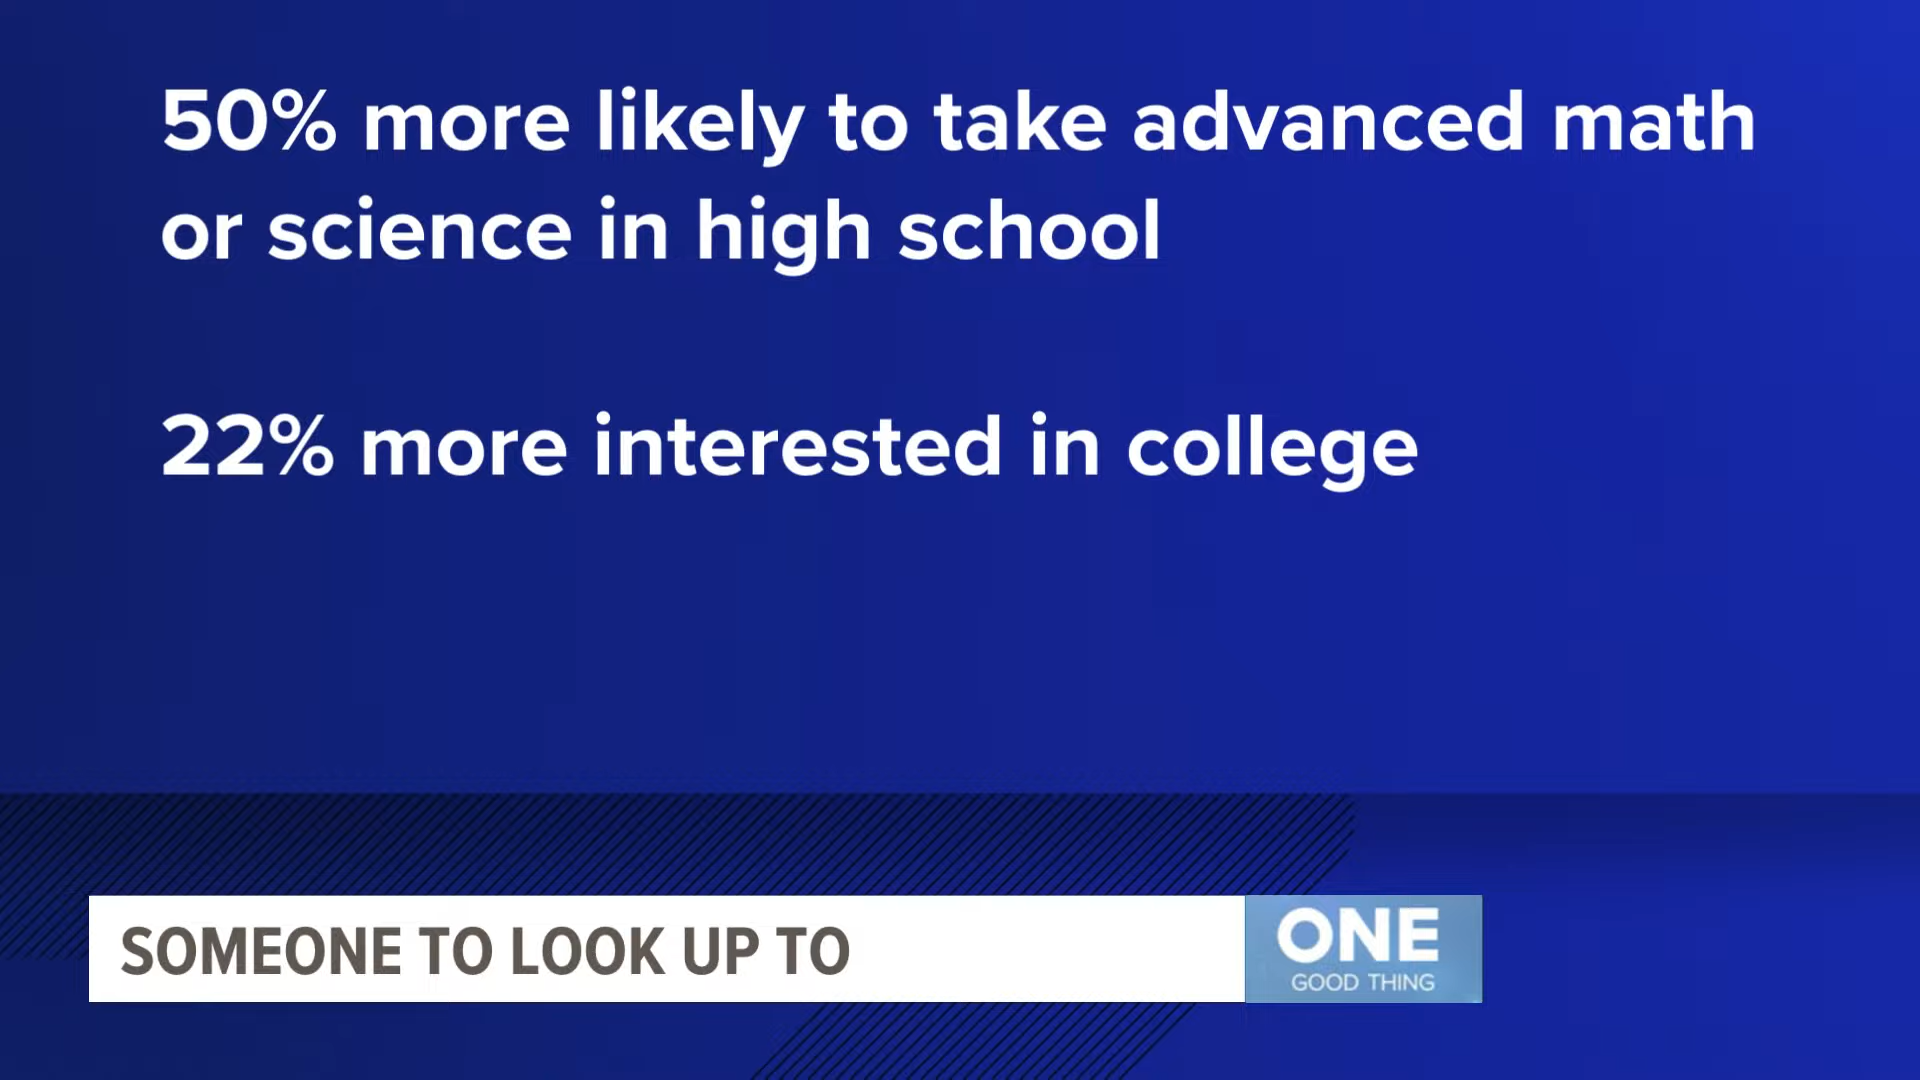 50% more likely to take advanced math
or science in high school
22% more interested in college
SOMEONE TO LOOK UP TO
ONE
GOOD THING